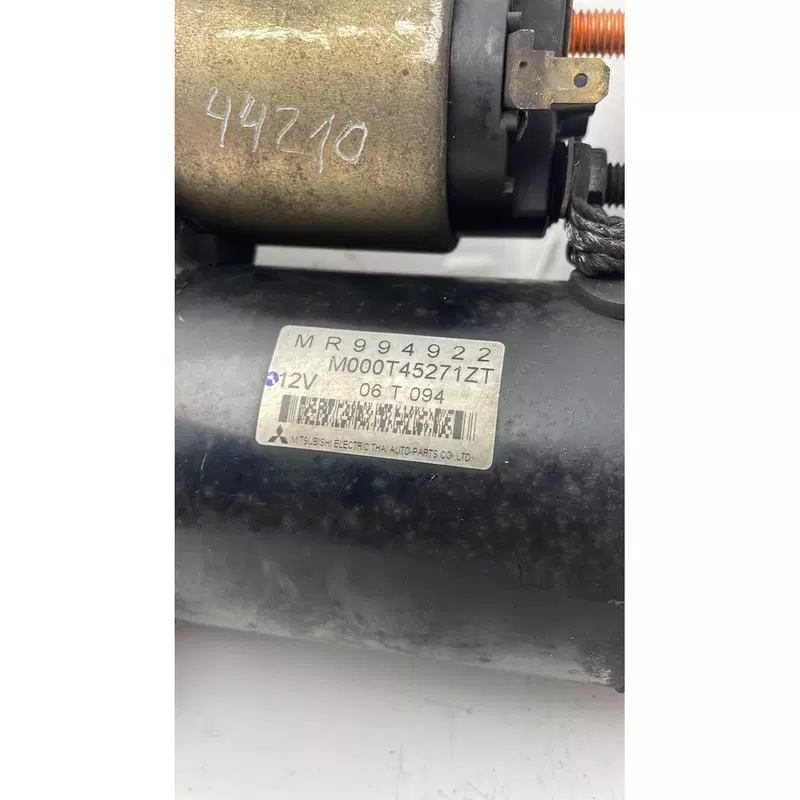 44210
MR994922
M000T45271ZT
12V 06 T 094
MITSUBISHI ELECTRIC THAI AUTO-PARTS CO. LTD.